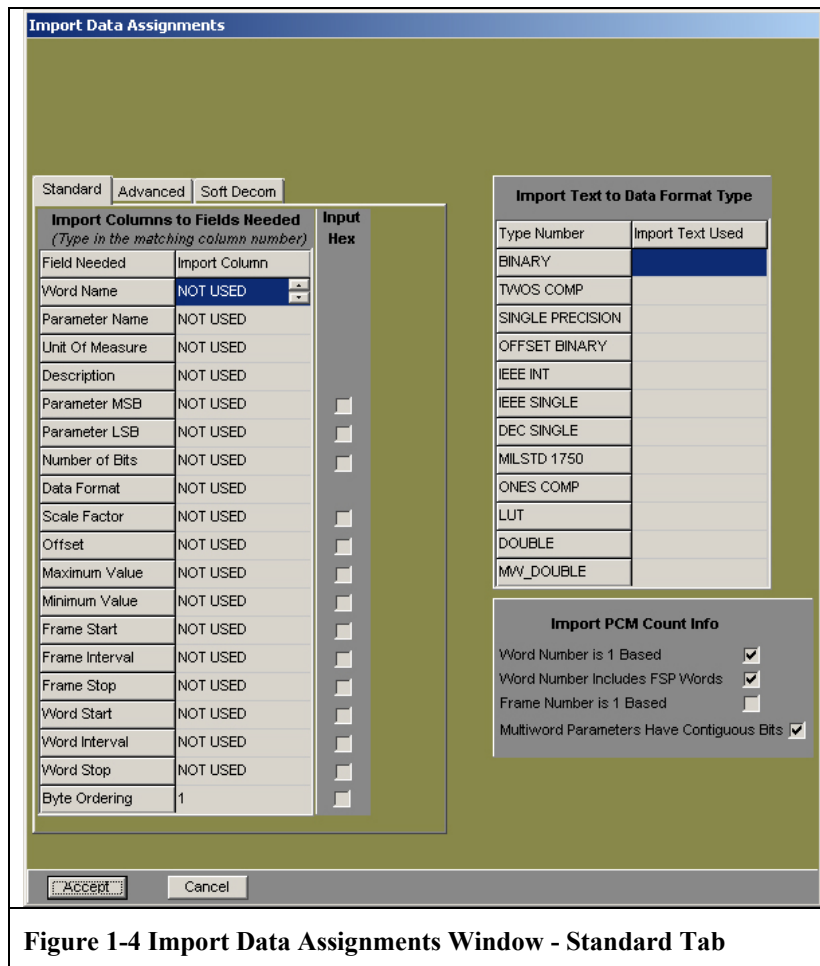 Import Data Assignments
Standard Advanced Soft Decom
Import Columns to Fields Needed
(Type in the matching column number)
Input
Hex
Field Needed Import Column
Word Name NOT USED
Parameter Name NOT USED
Unit Of Measure NOT USED
Description NOT USED
Parameter MSB NOT USED
Parameter LSB NOT USED
Number of Bits NOT USED
Data Format NOT USED
Scale Factor NOT USED
Offset NOT USED
Maximum Value NOT USED
Minimum Value NOT USED
Frame Start NOT USED
Frame Interval NOT USED
Frame Stop NOT USED
Word Start NOT USED
Word Interval NOT USED
Word Stop NOT USED
Byte Ordering 1
Import Text to Data Format Type
Type Number Import Text Used
BINARY
TWOS COMP
SINGLE PRECISION
OFFSET BINARY
IEEE INT
IEEE SINGLE
DEC SINGLE
MILSTD 1750
ONES COMP
LUT
DOUBLE
MW_DOUBLE
Import PCM Count Info
Word Number is 1 Based
Word Number Includes FSP Words
Frame Number is 1 Based
Multiword Parameters Have Contiguous Bits
Accept Cancel
Figure 1-4 Import Data Assignments Window - Standard Tab